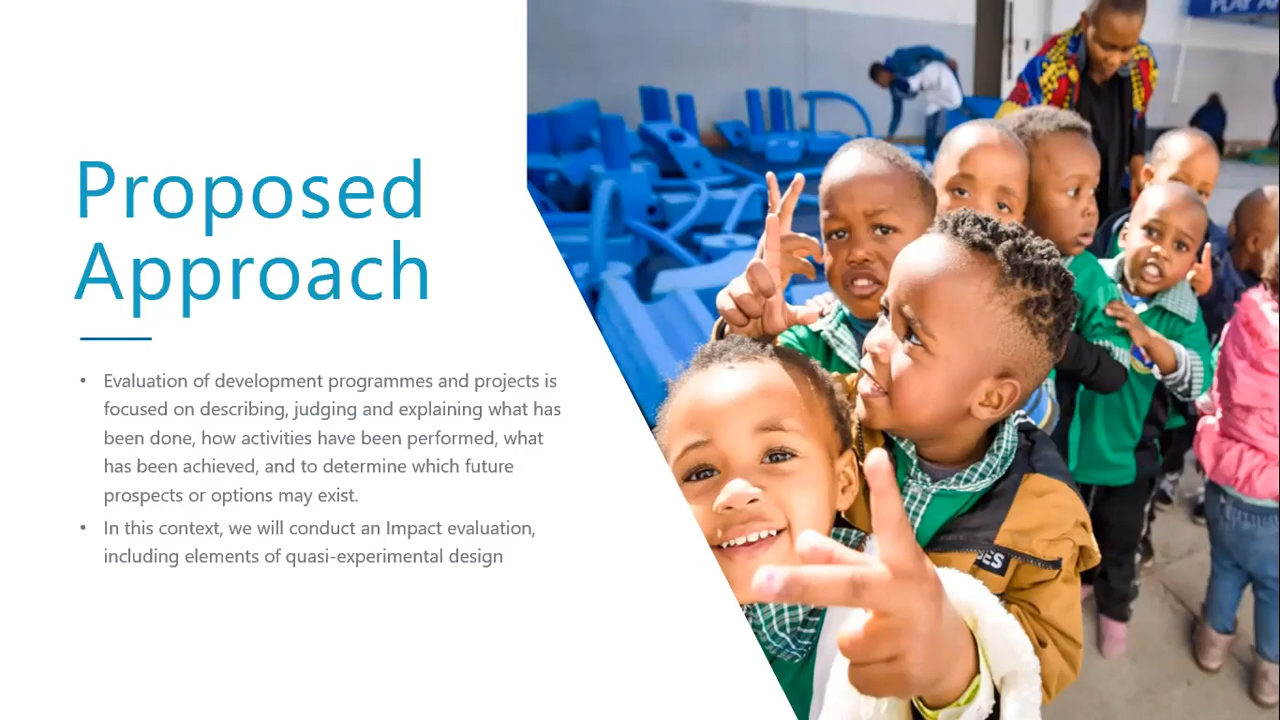 PLAY
Proposed
Approach
• Evaluation of development programmes and projects is
focused on describing, judging and explaining what has
been done, how activities have been performed, what
has been achieved, and to determine which future
prospects or options may exist.
• In this context, we will conduct an Impact evaluation,
including elements of quasi-experimental design